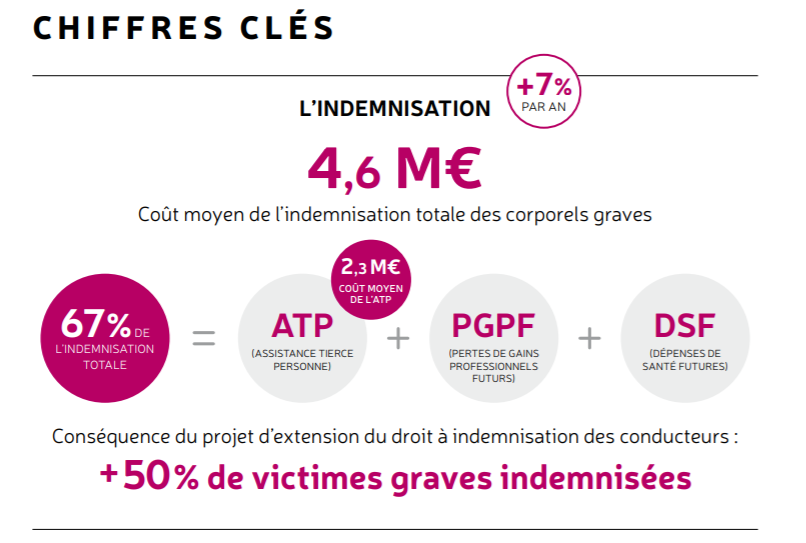 CHIFFRES CLÉS
+7%
PAR AN
L'INDEMNISATION
4,6 M€
Coût moyen de l'indemnisation totale des corporels graves
2,3 M€
COÛT MOYEN
DE L'ATP
67% DE
L'INDEMNISATION
TOTALE
=
ATP
(ASSISTANCE TIERCE
PERSONNE)
+
PGPF
(PERTES DE GAINS
PROFESSIONNELS
FUTURS)
+
DSF
(DÉPENSES DE
SANTÉ FUTURES)
Conséquence du projet d'extension du droit à indemnisation des conducteurs :
+50% de victimes graves indemnisées